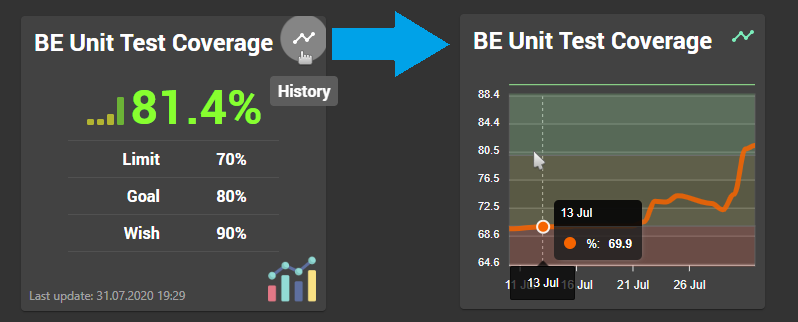 BE Unit Test Coverage
History
81.4%
Limit 70%
Goal 80%
Wish 90%
Last update: 31.07.2020 19:29
BE Unit Test Coverage
88.4
84.4
80.5
76.5
72.5
68.6
64.6
13 Jul
%: 69.9
11 13 Jul 16 Jul 21 Jul 26 Jul